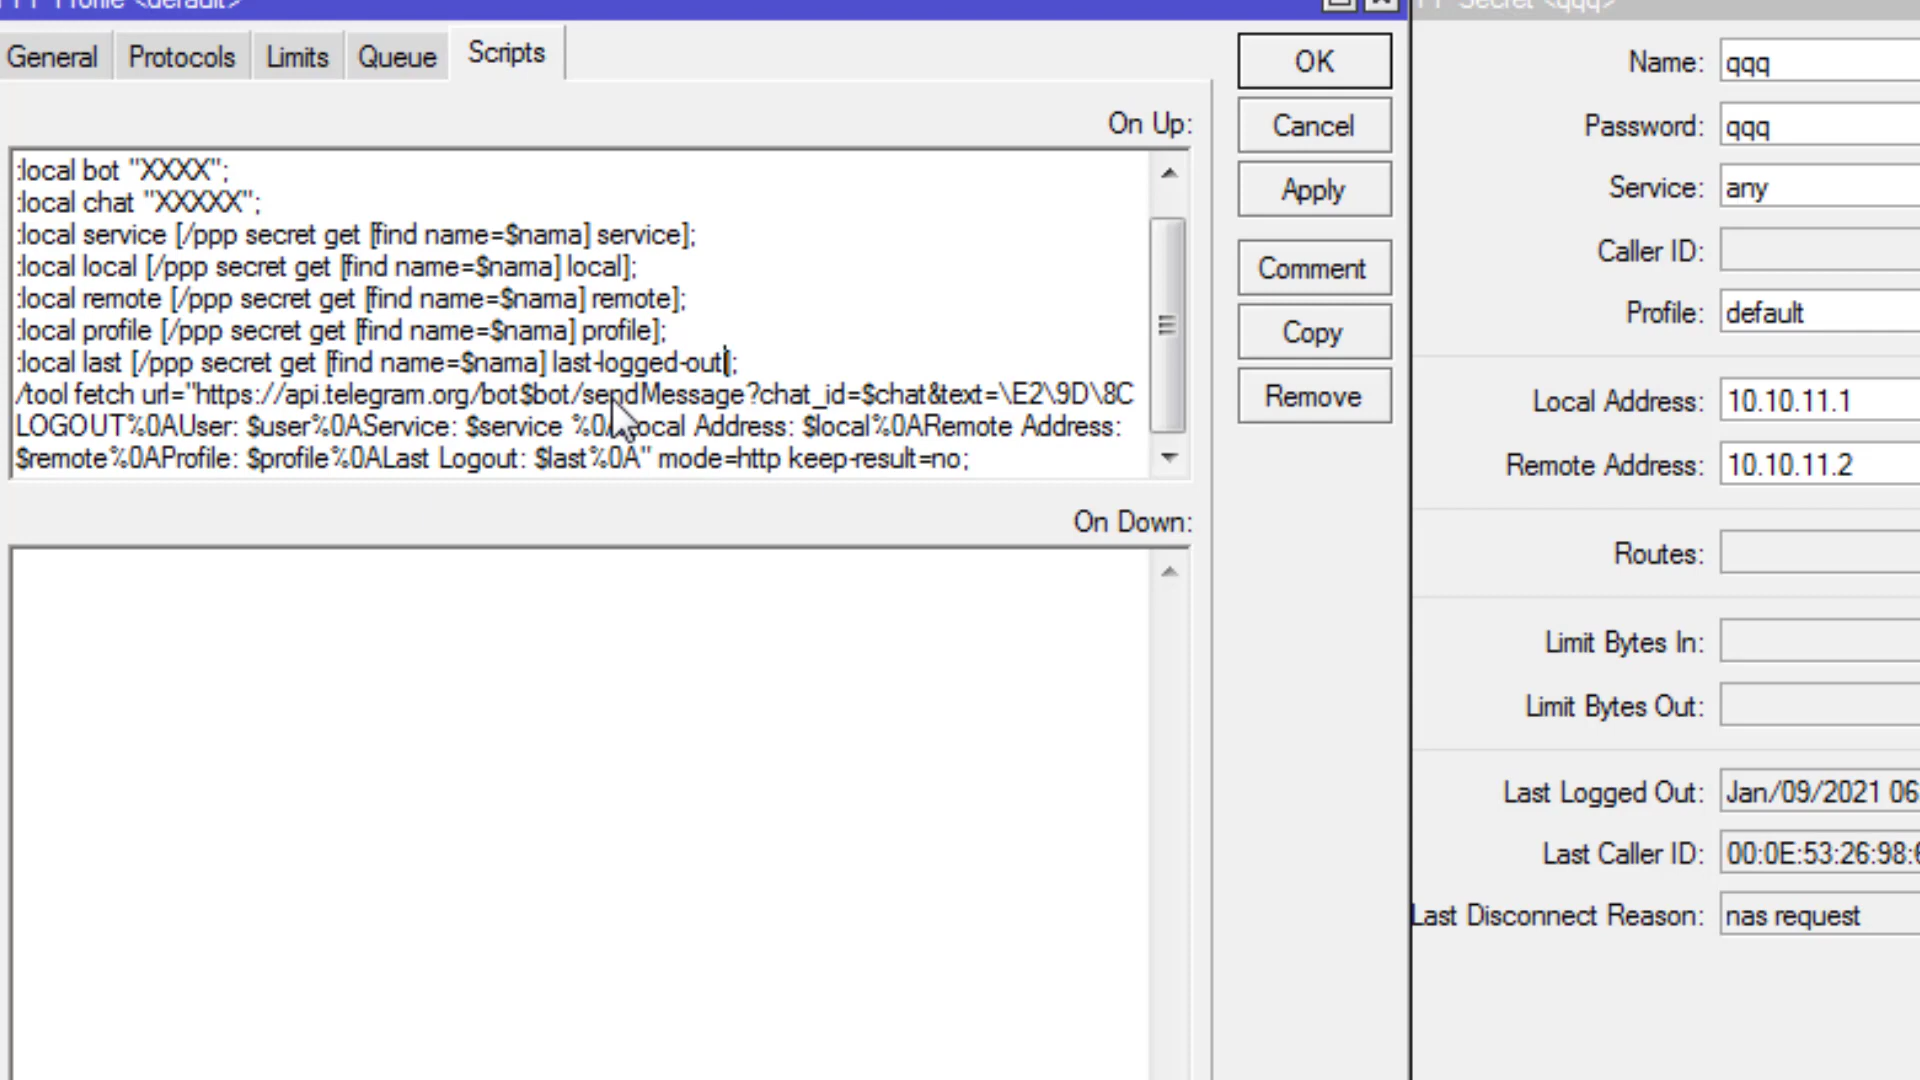 PPP Profile <default>
General Protocols Limits Queue Scripts
On Up:
:local bot "XXXX";
:local chat "XXXXX";
:local service [/ppp secret get [find name=$nama] service];
:local local [/ppp secret get [find name=$nama] local];
:local remote [/ppp secret get [find name=$nama] remote];
:local profile [/ppp secret get [find name=$nama] profile];
:local last [/ppp secret get [find name=$nama] last-logged-out];
/tool fetch url="https://api.telegram.org/bot$bot/sendMessage?chat_id=$chat&text=\E2\9D\8C
LOGOUT%0AUser: $user%0AService: $service %0ALocal Address: $local%0ARemote Address:
$remote%0AProfile: $profile%0ALast Logout: $last%0A" mode=http keep-result=no;
On Down:
OK
Cancel
Apply
Comment
Copy
Remove
PPP Secret <qqq>
Name: qqq
Password: qqq
Service: any
Caller ID:
Profile: default
Local Address: 10.10.11.1
Remote Address: 10.10.11.2
Routes:
Limit Bytes In:
Limit Bytes Out:
Last Logged Out: Jan/09/2021 06
Last Caller ID: 00:0E:53:26:98:6
Last Disconnect Reason: nas request